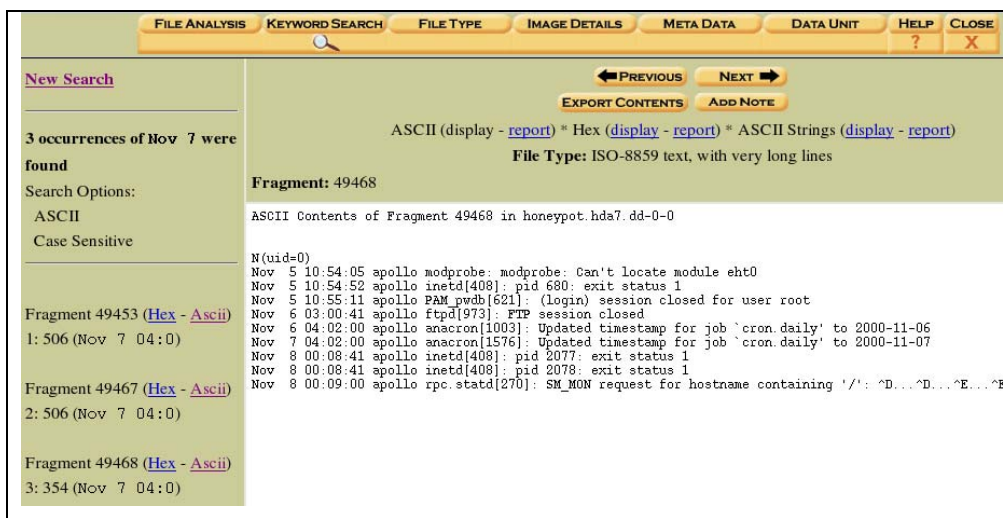 FILE ANALYSIS KEYWORD SEARCH FILE TYPE IMAGE DETAILS META DATA DATA UNIT HELP CLOSE
? X
New Search
3 occurrences of Nov 7 were
found
Search Options:
ASCII
Case Sensitive
Fragment 49453 (Hex - Ascii)
1: 506 (Nov 7 04:0)
Fragment 49467 (Hex - Ascii)
2: 506 (Nov 7 04:0)
Fragment 49468 (Hex - Ascii)
3: 354 (Nov 7 04:0)
PREVIOUS NEXT
EXPORT CONTENTS ADD NOTE
ASCII (display - report) * Hex (display - report) * ASCII Strings (display - report)
File Type: ISO-8859 text, with very long lines
Fragment: 49468
ASCII Contents of Fragment 49468 in honeypot.hda7.dd-0-0
N(uid=0)
Nov  5 10:54:05 apollo modprobe: modprobe: Can't locate module eht0
Nov  5 10:54:52 apollo inetd[408]: pid 680: exit status 1
Nov  5 10:55:11 apollo PAM_pwdb[621]: (login) session closed for user root
Nov  6 03:00:41 apollo ftpd[973]: FTP session closed
Nov  6 04:02:00 apollo anacron[1003]: Updated timestamp for job `cron.daily' to 2000-11-06
Nov  7 04:02:00 apollo anacron[1576]: Updated timestamp for job `cron.daily' to 2000-11-07
Nov  8 00:08:41 apollo inetd[408]: pid 2077: exit status 1
Nov  8 00:08:41 apollo inetd[408]: pid 2078: exit status 1
Nov  8 00:09:00 apollo rpc.statd[270]: SM_MON request for hostname containing '/': ^D...^D...^E...^E